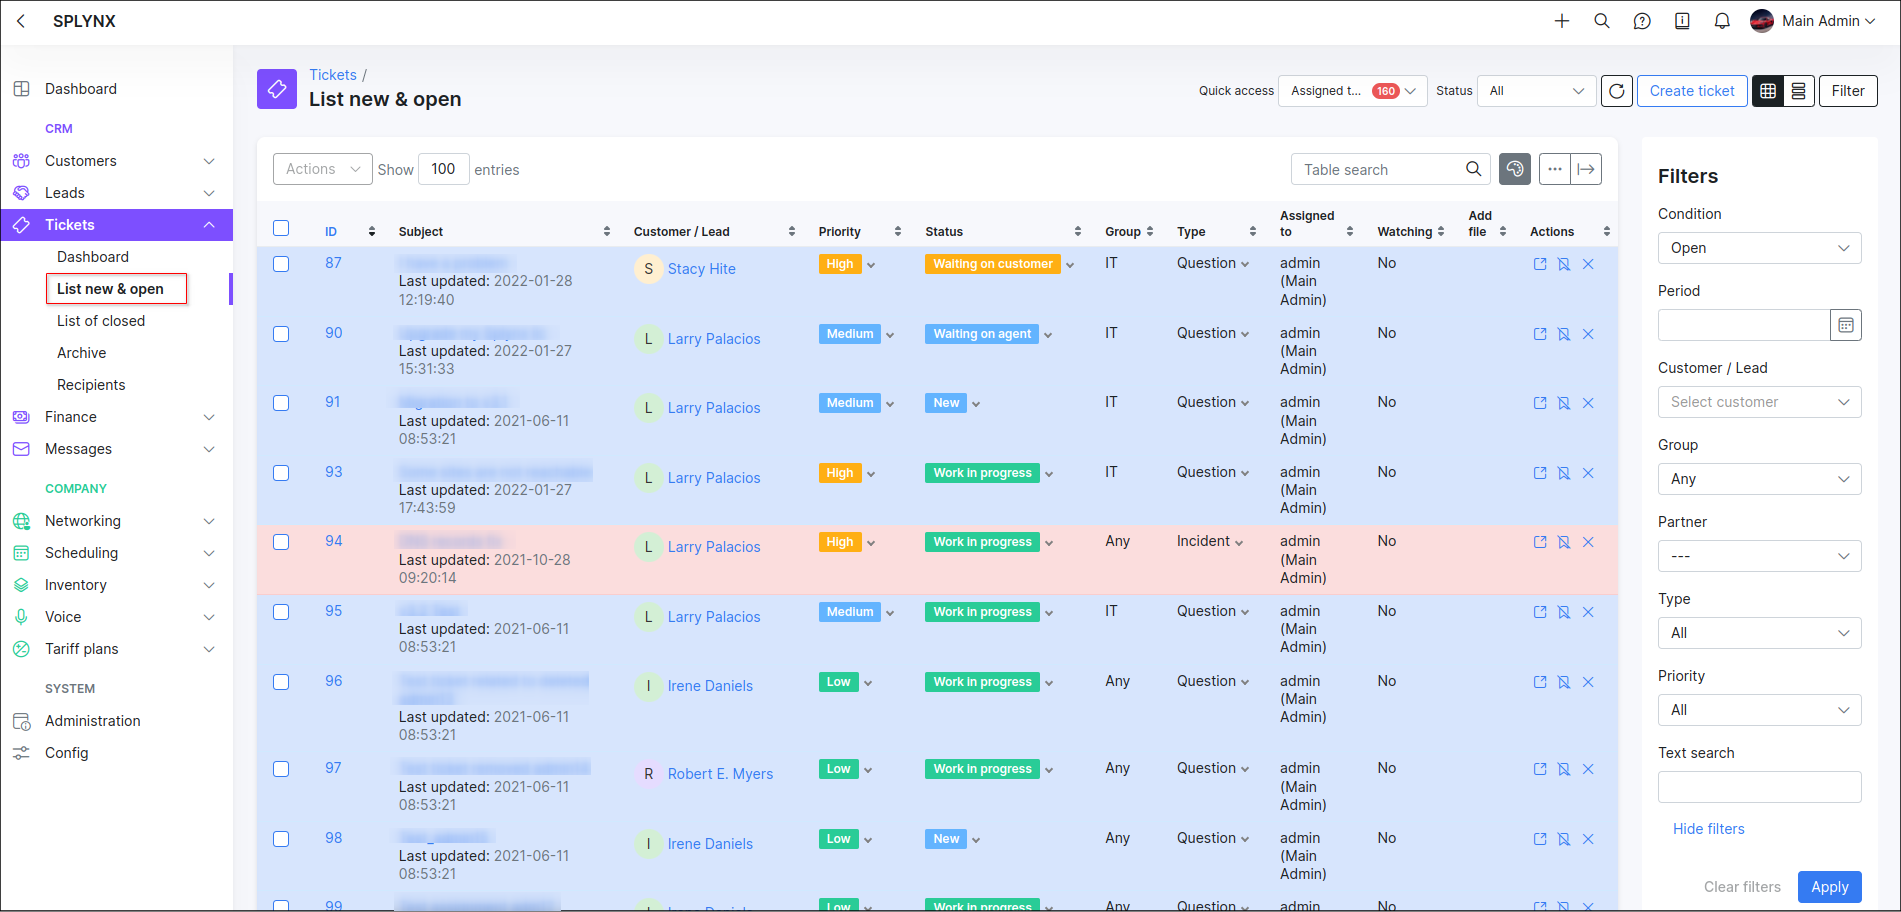 SPLYNX
Main Admin
Dashboard
CRM
Customers
Leads
Tickets
Dashboard
List new & open
List of closed
Archive
Recipients
Finance
Messages
COMPANY
Networking
Scheduling
Inventory
Voice
Tariff plans
SYSTEM
Administration
Config
Tickets /
List new & open
Quick access Assigned t... 160 Status All Create ticket Filter
Actions Show 100 entries Table search
ID Subject Customer / Lead Priority Status Group Type Assigned to Watching Add file Actions
87 S Stacy Hite High Waiting on customer IT Question admin (Main Admin) No
Last updated: 2022-01-28
12:19:40
90 L Larry Palacios Medium Waiting on agent IT Question admin (Main Admin) No
Last updated: 2022-01-27
15:31:33
91 L Larry Palacios Medium New IT Question admin (Main Admin) No
Last updated: 2021-06-11
08:53:21
93 L Larry Palacios High Work in progress IT Question admin (Main Admin) No
Last updated: 2022-01-27
17:43:59
94 L Larry Palacios High Work in progress Any Incident admin (Main Admin) No
Last updated: 2021-10-28
09:20:14
95 L Larry Palacios Medium Work in progress IT Question admin (Main Admin) No
Last updated: 2021-06-11
08:53:21
96 I Irene Daniels Low Work in progress Any Question admin (Main Admin) No
Last updated: 2021-06-11
08:53:21
97 R Robert E. Myers Low Work in progress Any Question admin (Main Admin) No
Last updated: 2021-06-11
08:53:21
98 I Irene Daniels Low New Any Question admin (Main Admin) No
Last updated: 2021-06-11
08:53:21
99 Irene Daniels Low Work in progress Any Question admin No
Filters
Condition
Open
Period
Customer / Lead
Select customer
Group
Any
Partner
---
Type
All
Priority
All
Text search
Hide filters
Clear filters Apply